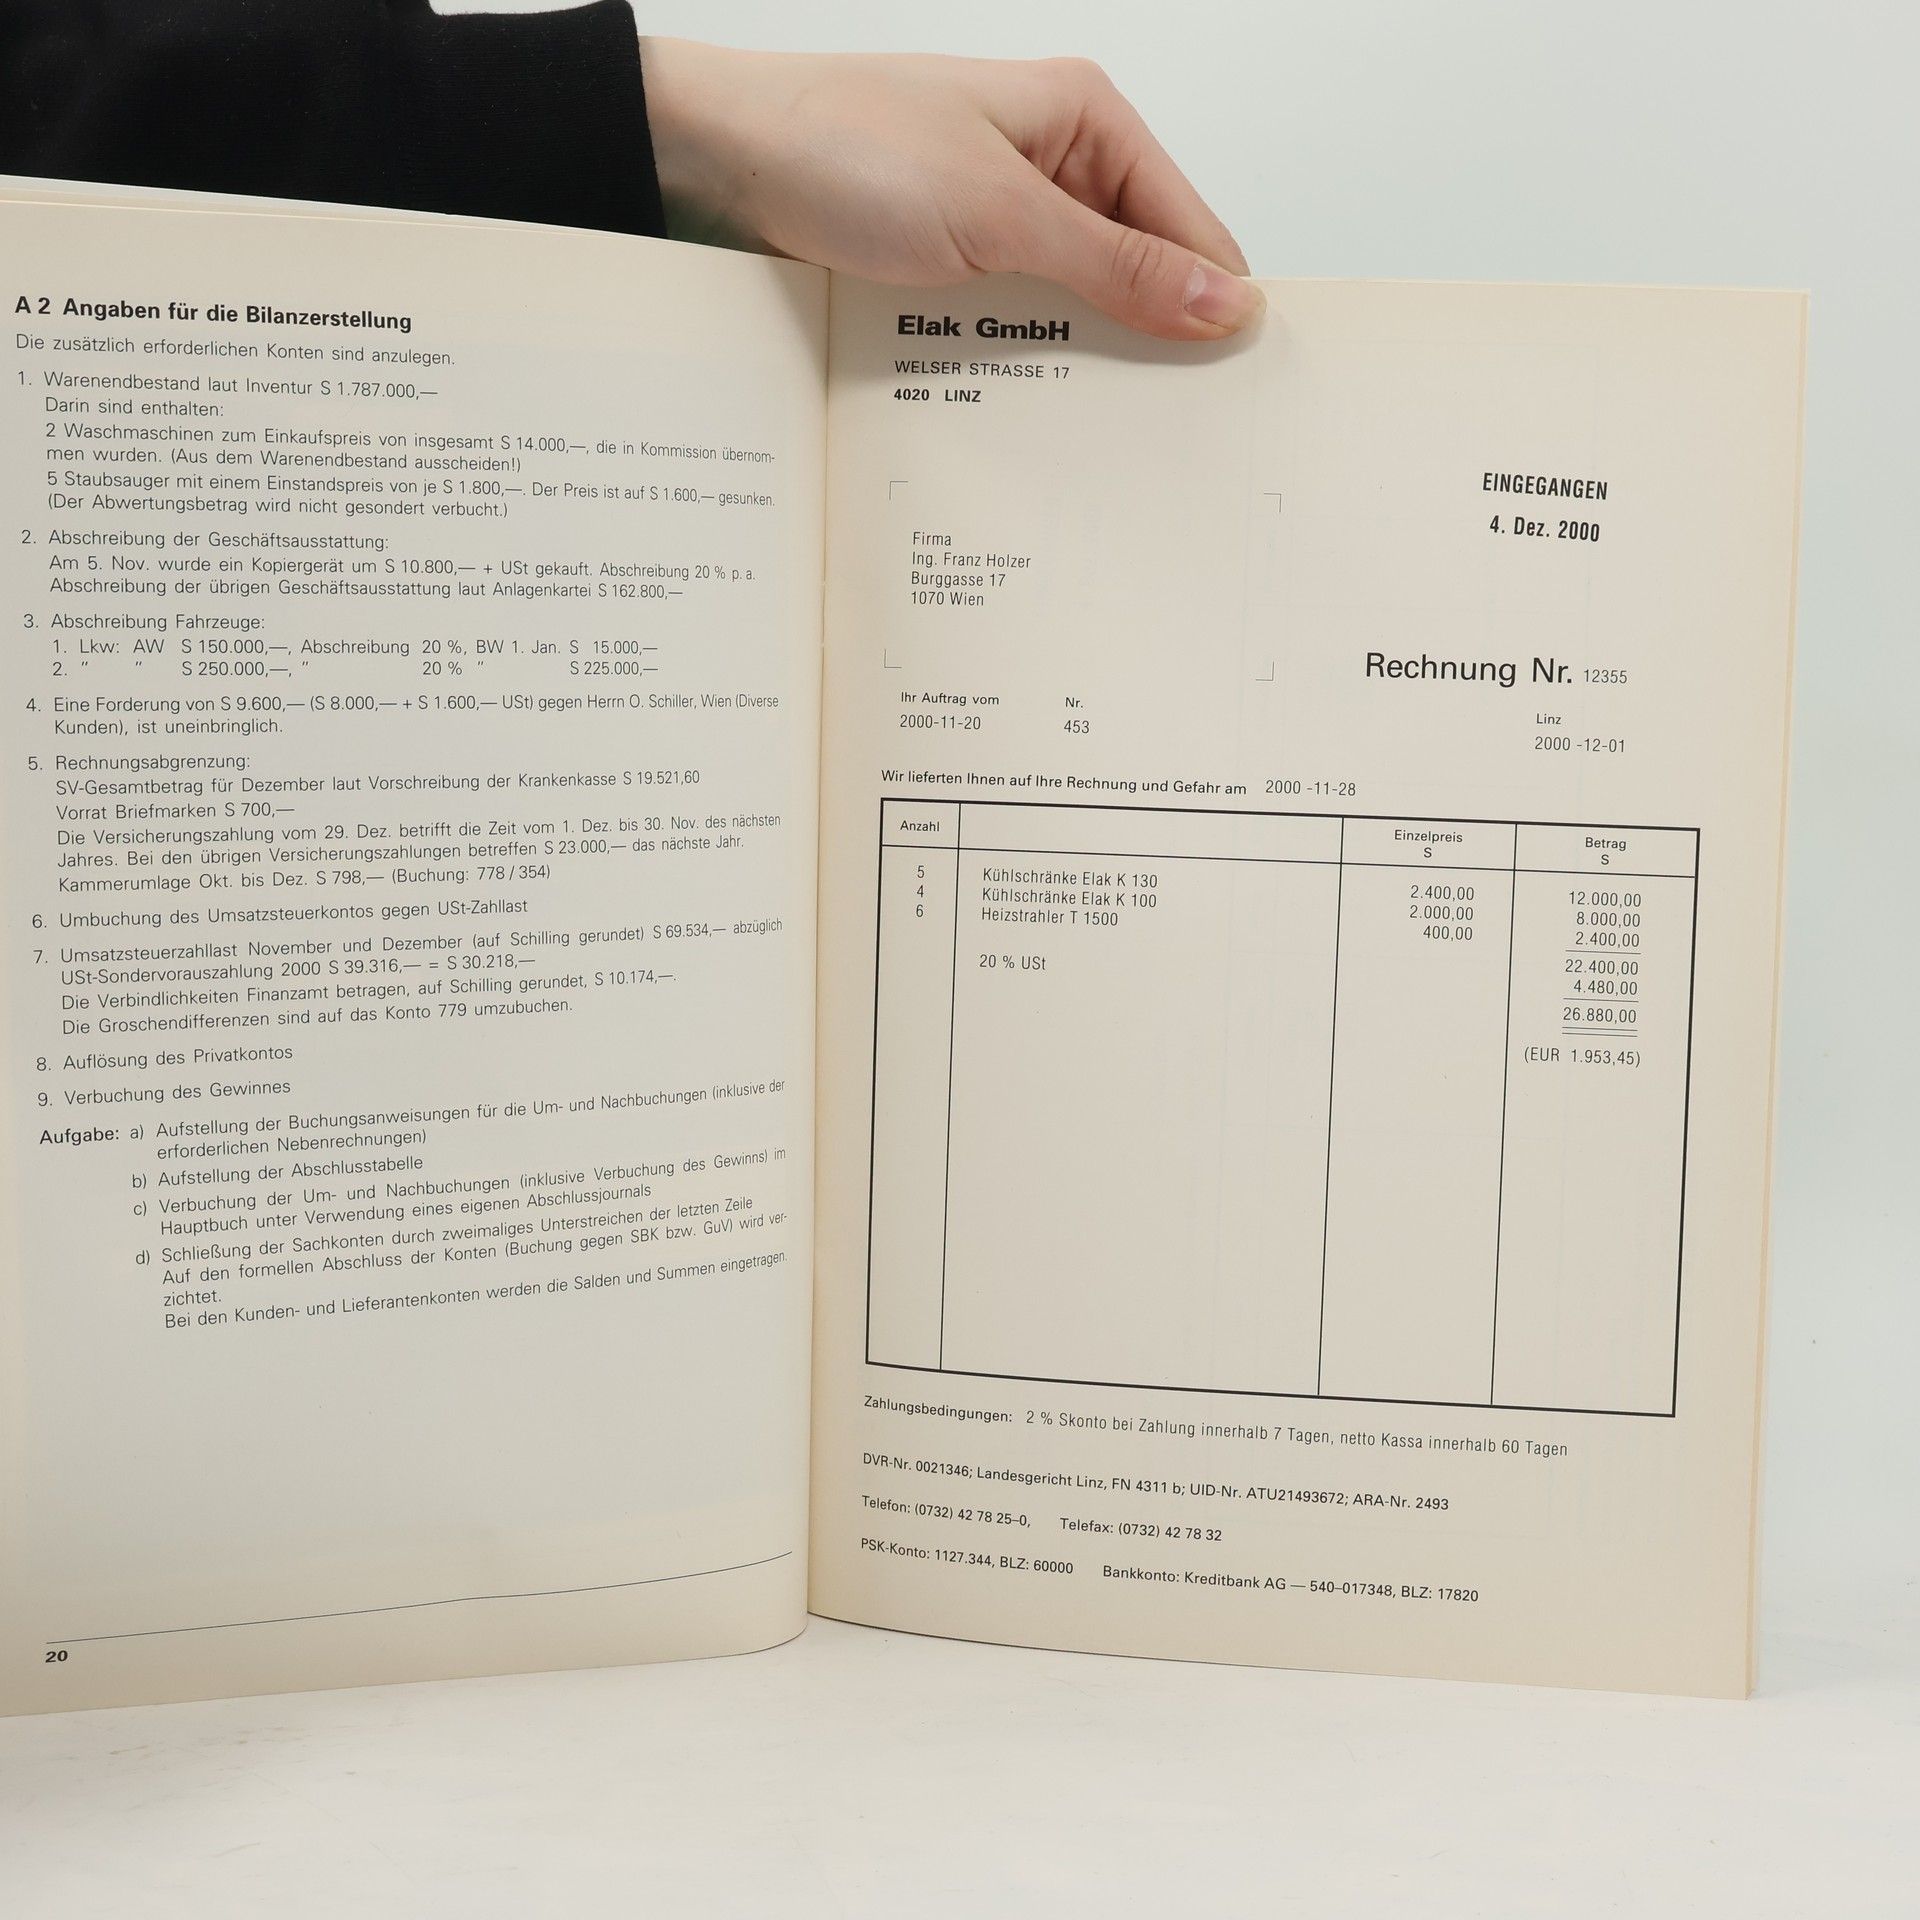 A 2 Angaben für die Bilanzerstellung
Die zusätzlich erforderlichen Konten sind anzulegen.
1. Warenendbestand laut Inventur S 1.787.000,—
Darin sind enthalten:
2 Waschmaschinen zum Einkaufspreis von insgesamt S 14.000,—, die in Kommission übernom-
men wurden. (Aus dem Warenendbestand ausscheiden!)
5 Staubsauger mit einem Einstandspreis von je S 1.800,—. Der Preis ist auf S 1.600,— gesunken.
(Der Abwertungsbetrag wird nicht gesondert verbucht.)
2. Abschreibung der Geschäftsausstattung:
Am 5. Nov. wurde ein Kopiergerät um S 10.800,— + USt gekauft. Abschreibung 20 % p. a.
Abschreibung der übrigen Geschäftsausstattung laut Anlagenkartei S 162.800,—
3. Abschreibung Fahrzeuge:
1. Lkw: AW S 150.000,—, Abschreibung 20 %, BW 1. Jan. S 15.000,—
2. " " S 250.000,—, " 20 % " S 225.000,—
4. Eine Forderung von S 9.600,— (S 8.000,— + S 1.600,— USt) gegen Herrn O. Schiller, Wien (Diverse
Kunden), ist uneinbringlich.
5. Rechnungsabgrenzung:
SV-Gesamtbetrag für Dezember laut Vorschreibung der Krankenkasse S 19.521,60
Vorrat Briefmarken S 700,—
Die Versicherungszahlung vom 29. Dez. betrifft die Zeit vom 1. Dez. bis 30. Nov. des nächsten
Jahres. Bei den übrigen Versicherungszahlungen betreffen S 23.000,— das nächste Jahr.
Kammerumlage Okt. bis Dez. S 798,— (Buchung: 778 / 354)
6. Umbuchung des Umsatzsteuerkontos gegen USt-Zahllast
7. Umsatzsteuerzahllast November und Dezember (auf Schilling gerundet) S 69.534,— abzüglich
USt-Sondervorauszahlung 2000 S 39.316,— = S 30.218,—
Die Verbindlichkeiten Finanzamt betragen, auf Schilling gerundet, S 10.174,—.
Die Groschendifferenzen sind auf das Konto 779 umzubuchen.
8. Auflösung des Privatkontos
9. Verbuchung des Gewinnes
Aufgabe: a) Aufstellung der Buchungsanweisungen für die Um- und Nachbuchungen (inklusive der
erforderlichen Nebenrechnungen)
b) Aufstellung der Abschlusstabelle
c) Verbuchung der Um- und Nachbuchungen (inklusive Verbuchung des Gewinns) im
Hauptbuch unter Verwendung eines eigenen Abschlussjournals
d) Schließung der Sachkonten durch zweimaliges Unterstreichen der letzten Zeile
Auf den formellen Abschluss der Konten (Buchung gegen SBK bzw. GuV) wird ver-
zichtet.
Bei den Kunden- und Lieferantenkonten werden die Salden und Summen eingetragen.
20
Elak GmbH
WELSER STRASSE 17
4020 LINZ
EINGEGANGEN
4. Dez. 2000
Firma
Ing. Franz Holzer
Burggasse 17
1070 Wien
Rechnung Nr. 12355
Ihr Auftrag vom Nr.
2000-11-20 453
Linz
2000 -12-01
Wir lieferten Ihnen auf Ihre Rechnung und Gefahr am 2000 -11-28
Anzahl Einzelpreis Betrag
S S
5 Kühlschränke Elak K 130 2.400,00 12.000,00
4 Kühlschränke Elak K 100 2.000,00 8.000,00
6 Heizstrahler T 1500 400,00 2.400,00
22.400,00
20 % USt 4.480,00
26.880,00
(EUR 1.953,45)
Zahlungsbedingungen: 2 % Skonto bei Zahlung innerhalb 7 Tagen, netto Kassa innerhalb 60 Tagen
DVR-Nr. 0021346; Landesgericht Linz, FN 4311 b; UID-Nr. ATU21493672; ARA-Nr. 2493
Telefon: (0732) 42 78 25–0, Telefax: (0732) 42 78 32
PSK-Konto: 1127.344, BLZ: 60000 Bankkonto: Kreditbank AG — 540–017348, BLZ: 17820